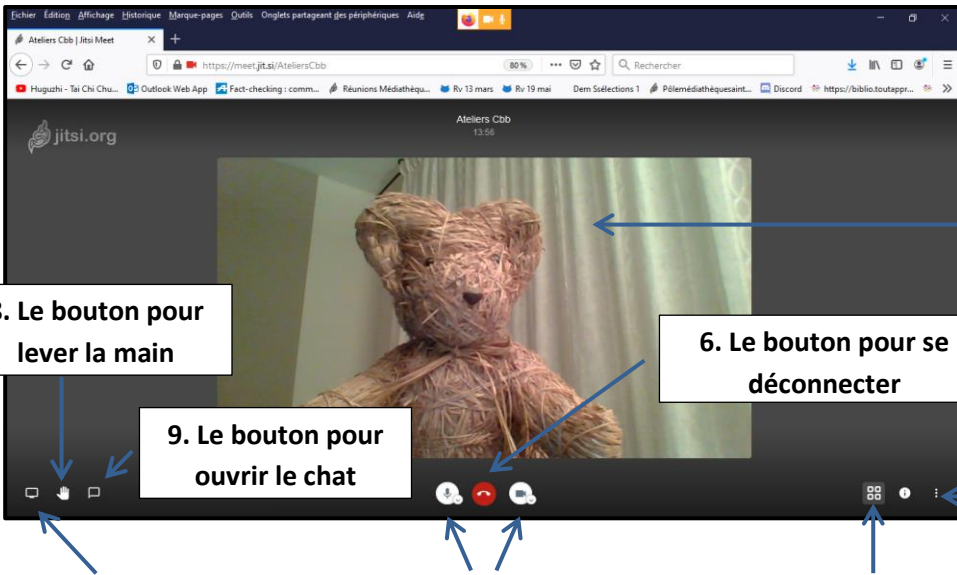 Fichier Edition Affichage Historique Marque-pages Outils Onglets partageant des périphériques Aide
Ateliers Cbb | Jitsi Meet
https://meet.jit.si/AteliersCbb
80 %
Rechercher
Huguzhi - Tai Chi Chu... Outlook Web App Fact-checking : comm... Réunions Médiathèqu... Rv 13 mars Rv 19 mai Dern Ssélections 1 Pôlemédiathèquesaint... Discord https://biblio.toutappr...
jitsi.org
Ateliers Cbb
13:56
8. Le bouton pour
lever la main
6. Le bouton pour se
déconnecter
9. Le bouton pour
ouvrir le chat